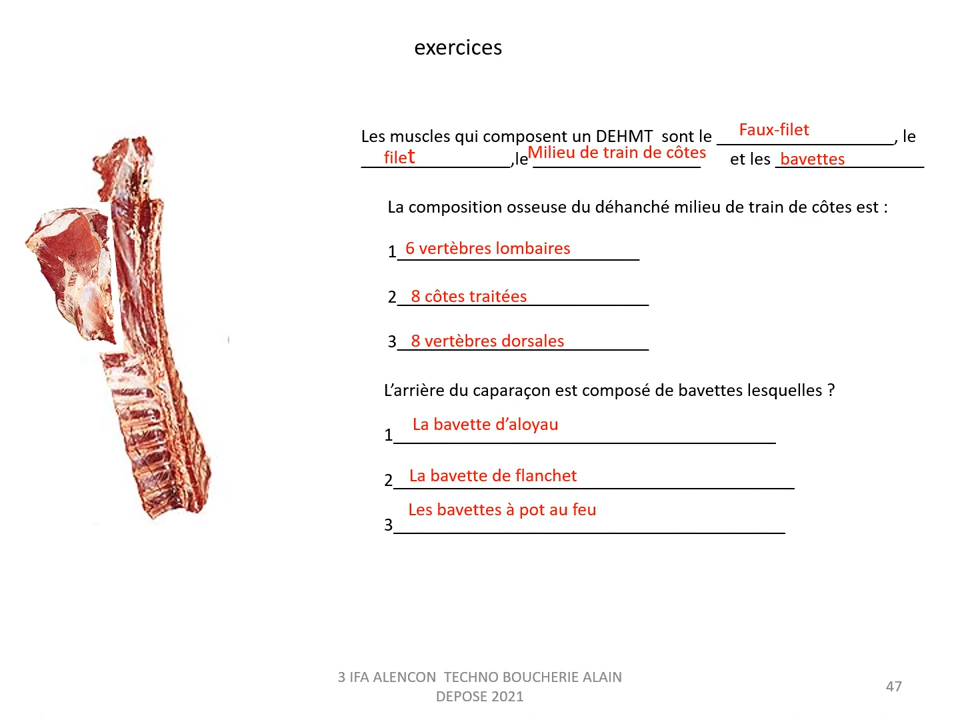 exercices
Les muscles qui composent un DEHMT sont le Faux-filet, le
filet,le Milieu de train de côtes et les bavettes
La composition osseuse du déhanché milieu de train de côtes est :
1 6 vertèbres lombaires
2 8 côtes traitées
3 8 vertèbres dorsales
L’arrière du caparaçon est composé de bavettes lesquelles ?
1 La bavette d’aloyau
2 La bavette de flanchet
3 Les bavettes à pot au feu
3 IFA ALENCON TECHNO BOUCHERIE ALAIN
DEPOSE 2021
47